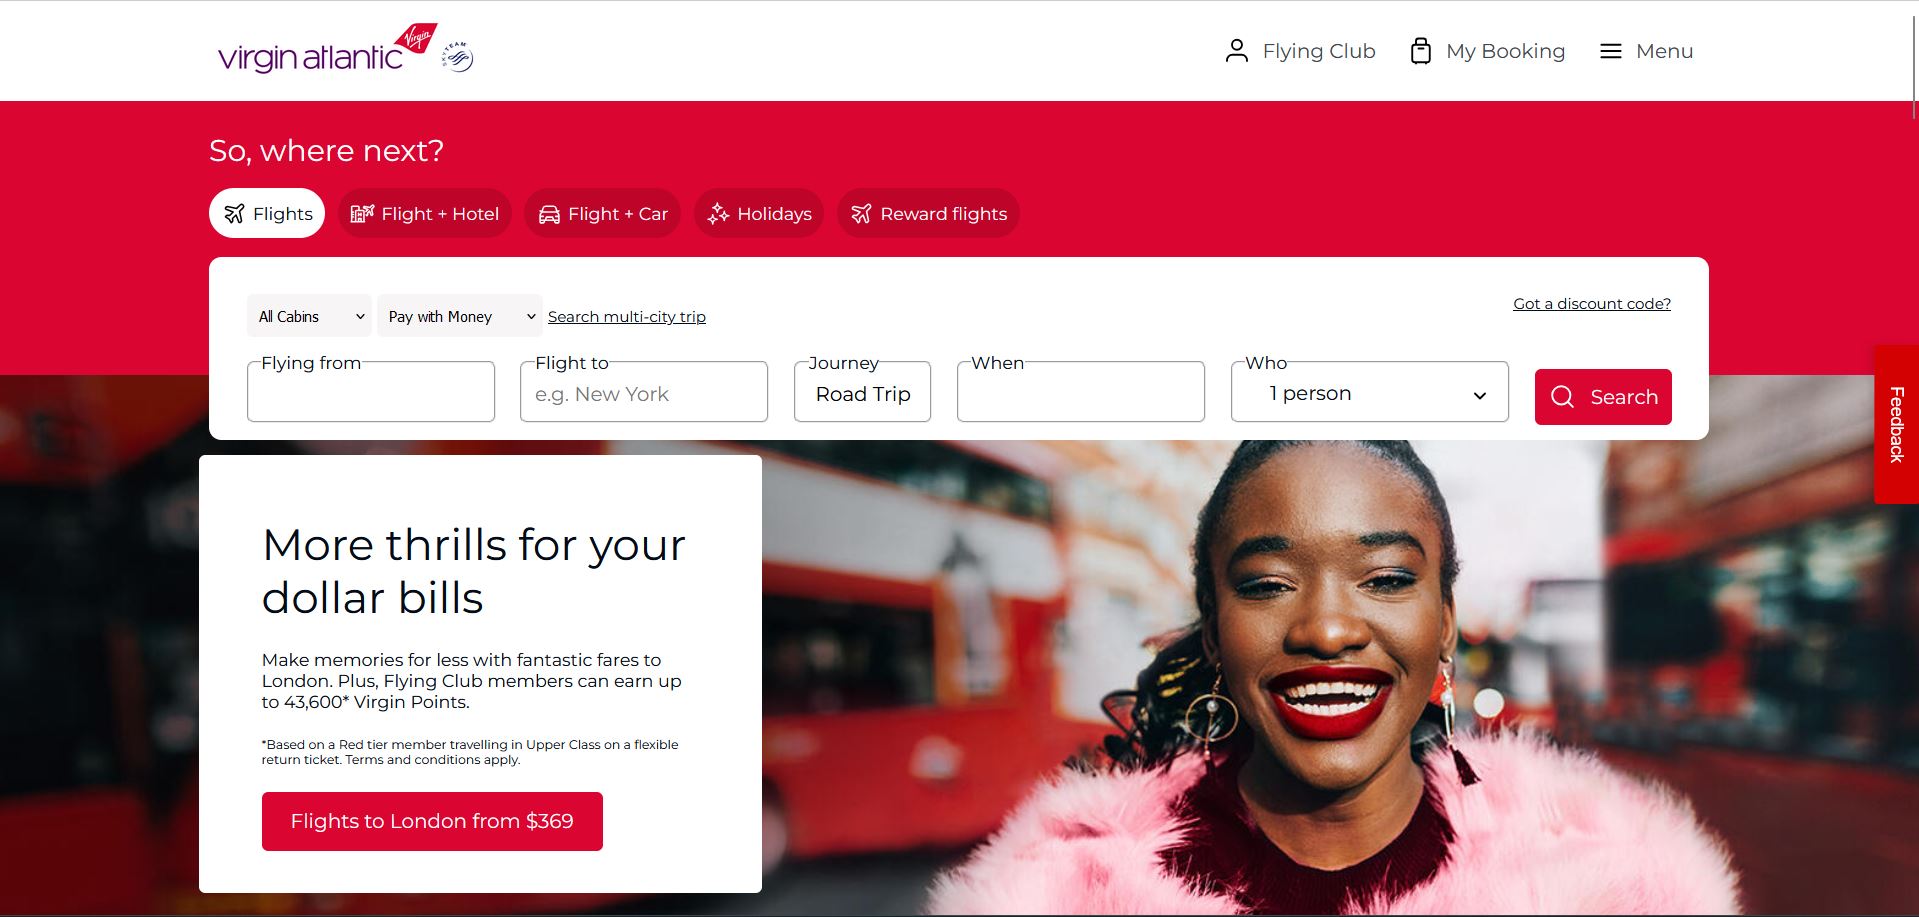 virgin atlantic
Virgin
SKYTEAM
Flying Club
My Booking
Menu
So, where next?
Flights
Flight + Hotel
Flight + Car
Holidays
Reward flights
All Cabins
Pay with Money
Search multi-city trip
Got a discount code?
Flying from
Flight to
e.g. New York
Journey
Road Trip
When
Who
1 person
Search
Feedback
More thrills for your
dollar bills
Make memories for less with fantastic fares to
London. Plus, Flying Club members can earn up
to 43,600* Virgin Points.
*Based on a Red tier member travelling in Upper Class on a flexible
return ticket. Terms and conditions apply.
Flights to London from $369